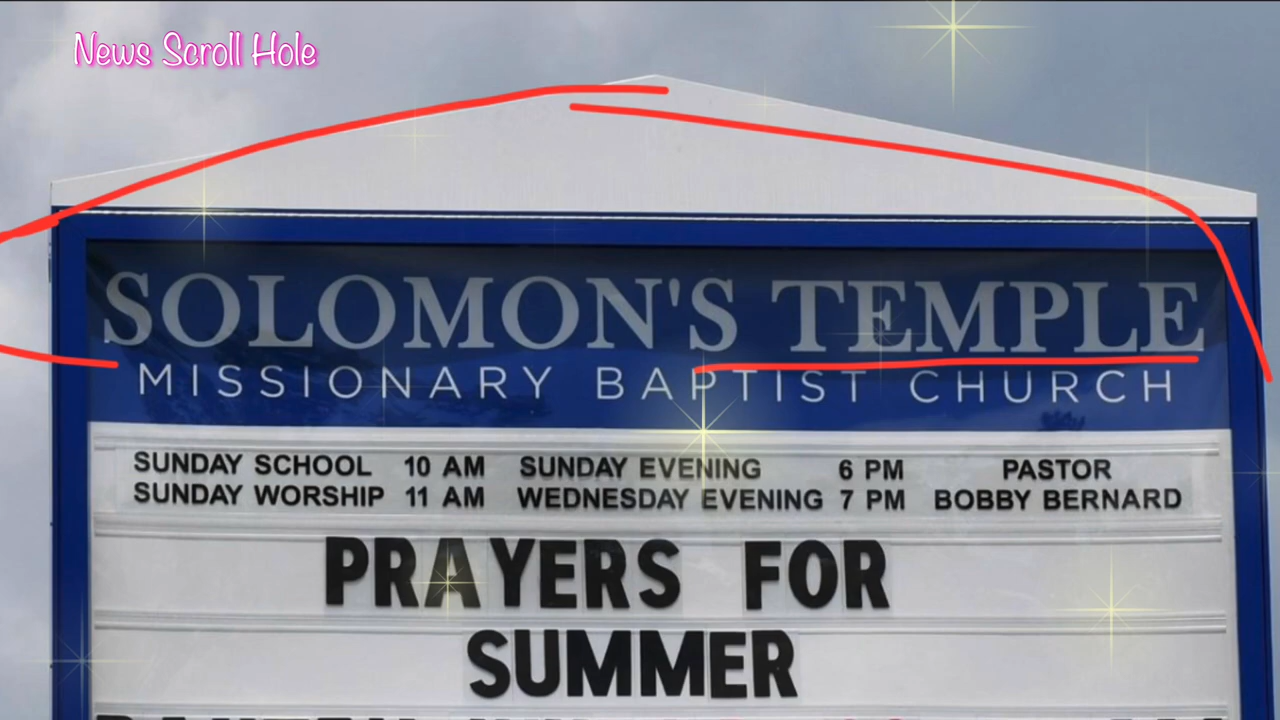 News Scroll Hole
SOLOMON'S TEMPLE
MISSIONARY BAPTIST CHURCH
SUNDAY SCHOOL 10 AM SUNDAY EVENING 6 PM PASTOR
SUNDAY WORSHIP 11 AM WEDNESDAY EVENING 7 PM BOBBY BERNARD
PRAYERS FOR
SUMMER